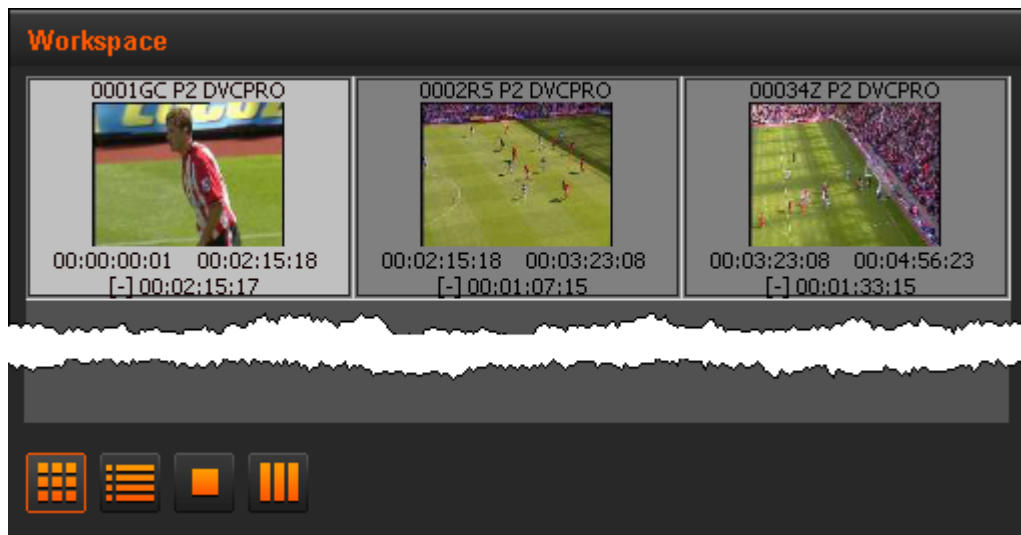 Workspace
0001GC P2 DVCPRO
00:00:00:01 00:02:15:18
[-] 00:02:15:17
0002RS P2 DVCPRO
00:02:15:18 00:03:23:08
[-] 00:01:07:15
00034Z P2 DVCPRO
00:03:23:08 00:04:56:23
[-] 00:01:33:15